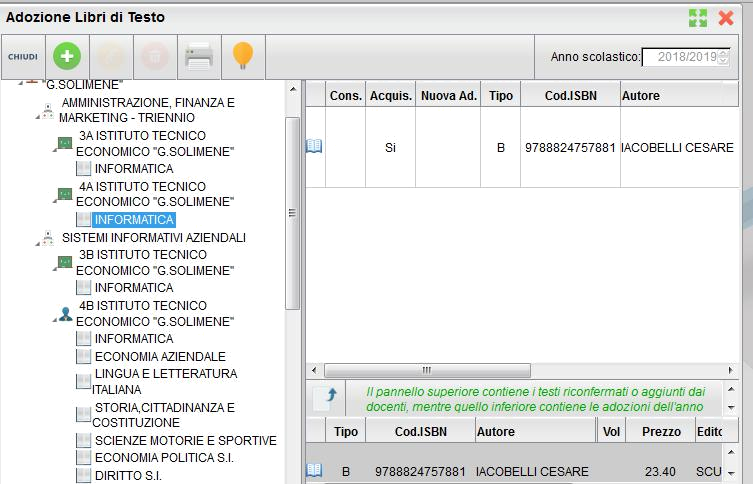 Adozione Libri di Testo
CHIUDI
Anno scolastico: 2018/2019
"G.SOLIMENE"
AMMINISTRAZIONE, FINANZA E
MARKETING - TRIENNIO
3A ISTITUTO TECNICO
ECONOMICO "G.SOLIMENE"
INFORMATICA
4A ISTITUTO TECNICO
ECONOMICO "G.SOLIMENE"
INFORMATICA
SISTEMI INFORMATIVI AZIENDALI
3B ISTITUTO TECNICO
ECONOMICO "G.SOLIMENE"
INFORMATICA
4B ISTITUTO TECNICO
ECONOMICO "G.SOLIMENE"
INFORMATICA
ECONOMIA AZIENDALE
LINGUA E LETTERATURA
ITALIANA
STORIA,CITTADINANZA E
COSTITUZIONE
SCIENZE MOTORIE E SPORTIVE
ECONOMIA POLITICA S.I.
DIRITTO S.I.
Cons. Acquis. Nuova Ad. Tipo Cod.ISBN Autore
Si B 9788824757881 IACOBELLI CESARE
Il pannello superiore contiene i testi riconfermati o aggiunti dai
docenti, mentre quello inferiore contiene le adozioni dell'anno
Tipo Cod.ISBN Autore Vol Prezzo Edito
B 9788824757881 IACOBELLI CESARE 23.40 SCU